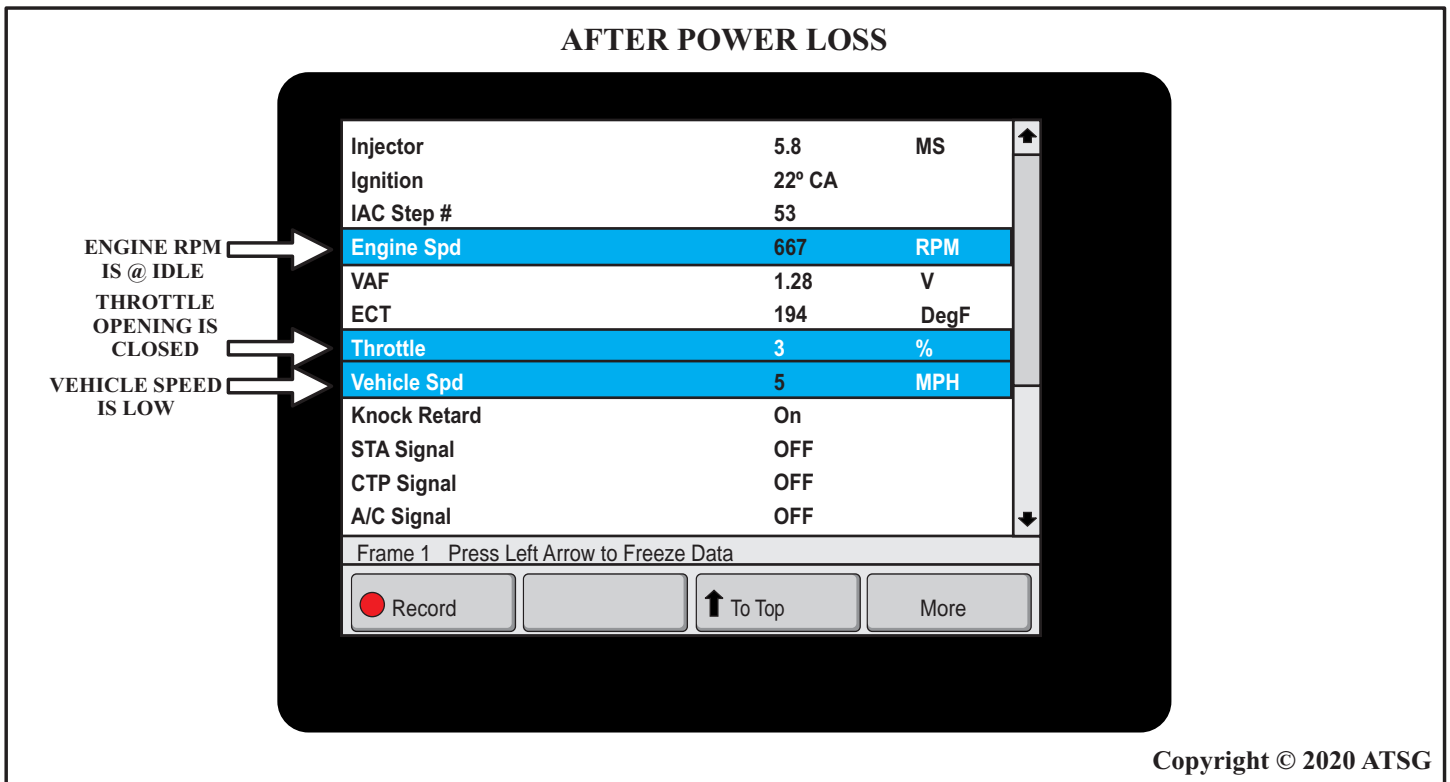 AFTER POWER LOSS
Injector 5.8 MS
Ignition 22º CA
IAC Step # 53
ENGINE RPM
IS @ IDLE
Engine Spd 667 RPM
VAF 1.28 V
ECT 194 DegF
THROTTLE
OPENING IS
CLOSED
Throttle 3 %
VEHICLE SPEED
IS LOW
Vehicle Spd 5 MPH
Knock Retard On
STA Signal OFF
CTP Signal OFF
A/C Signal OFF
Frame 1 Press Left Arrow to Freeze Data
Record To Top More
Copyright © 2020 ATSG